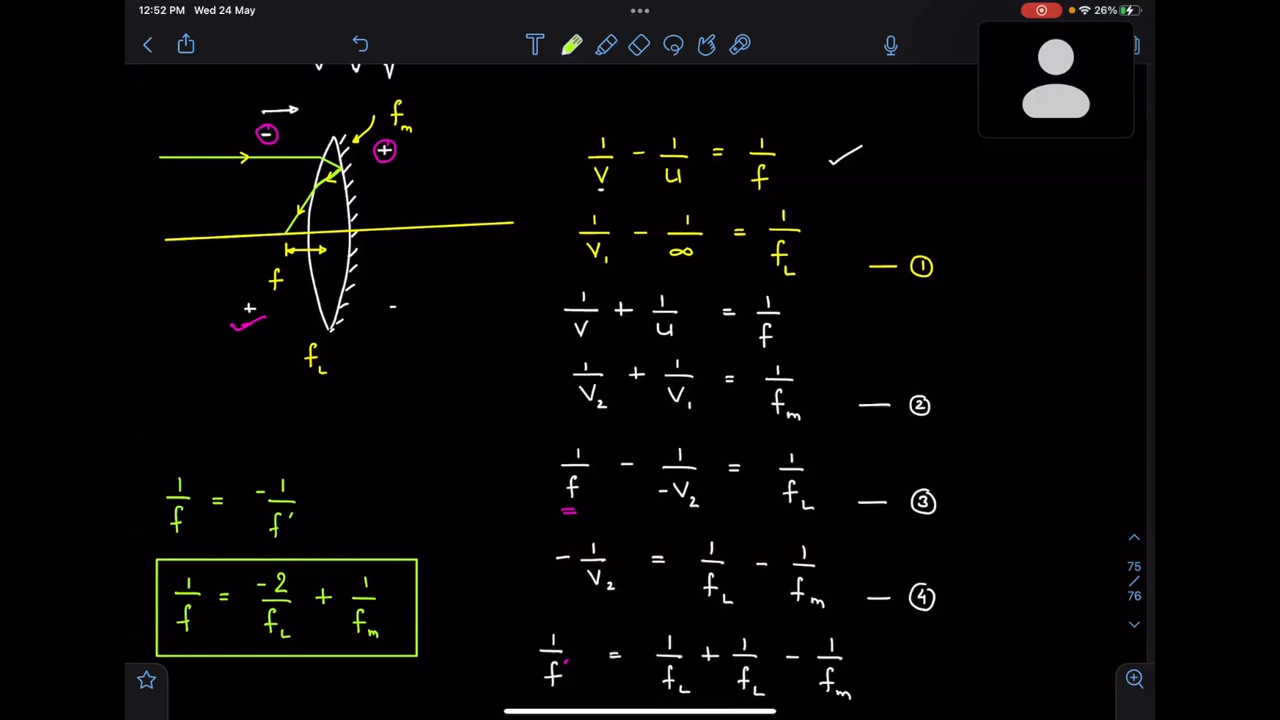 12:52 PM Wed 24 May
26%
T
v v v
f_m
-
+
f
+
-
f_L
1/v - 1/u = 1/f
1/v₁ - 1/∞ = 1/f_L — ①
1/v + 1/u = 1/f
1/v₂ + 1/v₁ = 1/f_m — ②
1/f - 1/-v₂ = 1/f_L — ③
-1/v₂ = 1/f_L - 1/f_m — ④
1/f' = 1/f_L + 1/f_L - 1/f_m
1/f = -1/f'
1/f = -2/f_L + 1/f_m
75
/
76